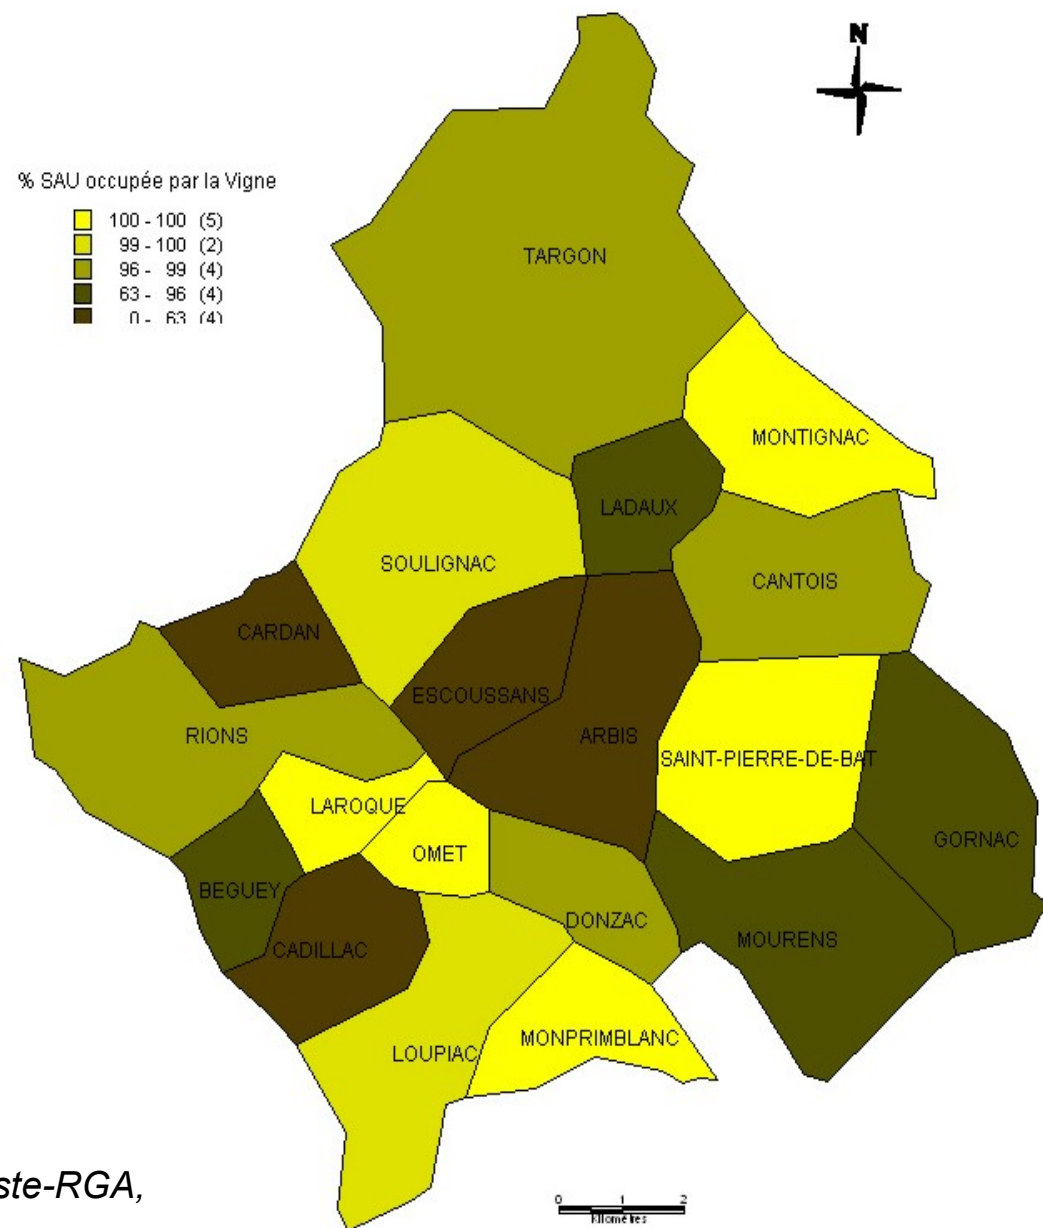 N
% SAU occupée par la Vigne
100 - 100 (5)
99 - 100 (2)
96 - 99 (4)
63 - 96 (4)
0 - 63 (4)
TARGON
MONTIGNAC
LADAUX
SOULIGNAC
CANTOIS
CARDAN
ESCOUSSANS
RIONS
ARBIS
SAINT-PIERRE-DE-BAT
LAROQUE
OMET
GORNAC
BEGUEY
DONZAC
CADILLAC
MOURENS
MONPRIMBLANC
LOUPIAC
ste-RGA,
0 1 2
kilomètres